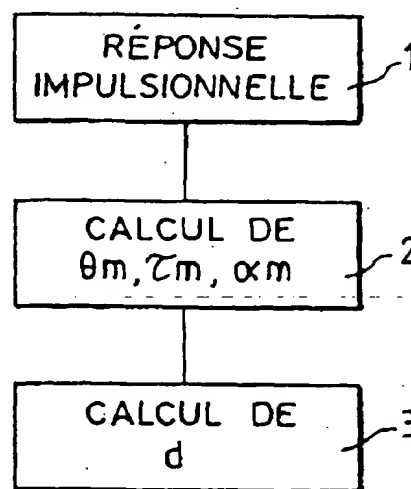 RÉPONSE
IMPULSIONNELLE
1
CALCUL DE
θm, τm, αm
2
CALCUL DE
d
3